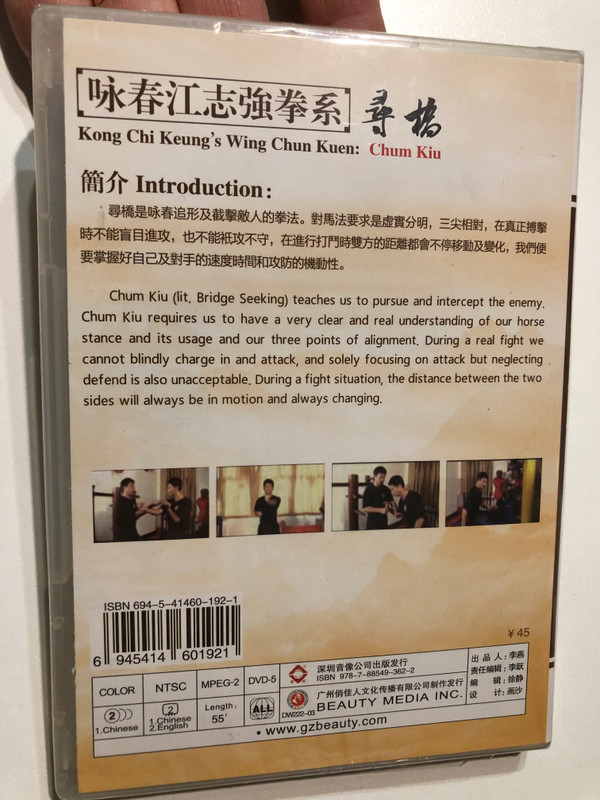 咏春江志強拳系 尋橋
Kong Chi Keung's Wing Chun Kuen: Chum Kiu
簡介 Introduction:
尋橋是咏春追形及截擊敵人的拳法。對馬法要求是虛實分明，三尖相對，在真正搏擊
時不能盲目進攻，也不能衹攻不守，在進行打鬥時雙方的距離都會不停移動及變化，我們便
要掌握好自己及對手的速度時間和攻防的機動性。
Chum Kiu (lit. Bridge Seeking) teaches us to pursue and intercept the enemy.
Chum Kiu requires us to have a very clear and real understanding of our horse
stance and its usage and our three points of alignment. During a real fight we
cannot blindly charge in and attack, and solely focusing on attack but neglecting
defend is also unacceptable. During a fight situation, the distance between the two
sides will always be in motion and always changing.
ISBN 694-5-41460-192-1
6 945414 601921
￥45
COLOR NTSC MPEG-2 DVD-5
2 1.Chinese
2 1.Chinese 2.English
Length: 55'
ALL
深圳音像公司出版发行
ISBN 978-7-88549-362-2
DW222-03
广州俏佳人文化传播有限公司制作发行
BEAUTY MEDIA INC.
出品人：李燕
责任编辑：李跃
编辑：徐静
设计：画沙
• www.gzbeauty.com